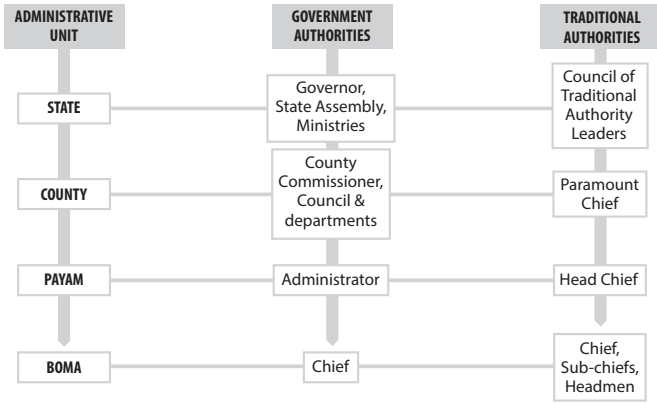 ADMINISTRATIVE
UNIT
GOVERNMENT
AUTHORITIES
TRADITIONAL
AUTHORITIES
STATE
Governor,
State Assembly,
Ministries
Council of
Traditional
Authority
Leaders
COUNTY
County
Commissioner,
Council &
departments
Paramount
Chief
PAYAM
Administrator
Head Chief
BOMA
Chief
Chief,
Sub-chiefs,
Headmen